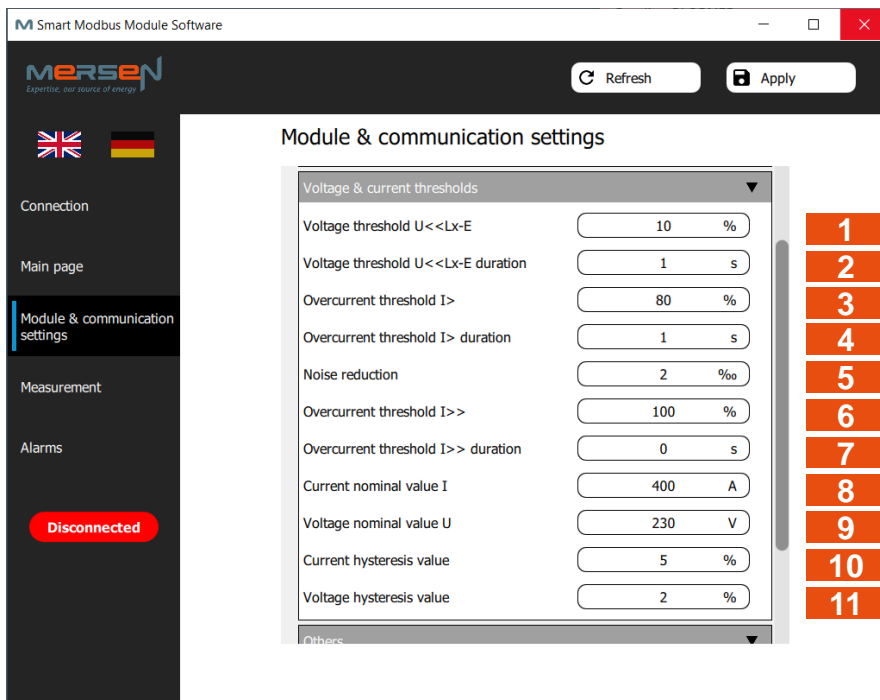 Smart Modbus Module Software
MERSEN
Expertise, our source of energy
Refresh
Apply
Module & communication settings
Connection
Main page
Module & communication
settings
Measurement
Alarms
Disconnected
Voltage & current thresholds
Voltage threshold U<<Lx-E 10 % 1
Voltage threshold U<<Lx-E duration 1 s 2
Overcurrent threshold I> 80 % 3
Overcurrent threshold I> duration 1 s 4
Noise reduction 2 ‰ 5
Overcurrent threshold I>> 100 % 6
Overcurrent threshold I>> duration 0 s 7
Current nominal value I 400 A 8
Voltage nominal value U 230 V 9
Current hysteresis value 5 % 10
Voltage hysteresis value 2 % 11
Others